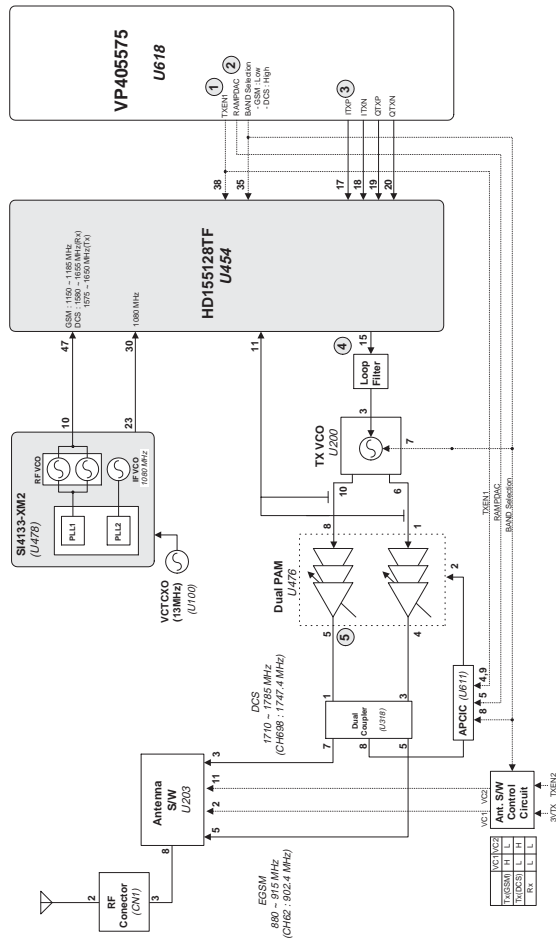 RF
Conector
(CN1)
2
3
8
Antenna
S/W
U203
3
11
2
5
EGSM
880 ~ 915 MHz
(CH62 : 902.4 MHz)
DCS
1710 ~ 1785 MHz
(CH698 : 1747.4 MHz)
VC1
VC2
Ant. S/W
Control
Circuit
3VTX
TXEN2
VC1 VC2
Tx(GSM) H L
Tx(DCS) L H
Rx L L
7
8
5
1
3
Dual
Coupler
(U318)
APCIC (U611)
4,9
5
8
2
5
5
4
Dual PAM
U476
8
1
10
6
TX VCO
U200
7
3
Loop
Filter
4
15
11
TXEN1
RAMPDAC
BAND Selection
SI4133-XM2
(U478)
RFVCO
IFVCO
1080 MHz
PLL1
PLL2
VCTCXO
(13MHz)
(U100)
10
23
47
30
GSM : 1150 ~ 1185 MHz(Rx)
DCS : 1580 ~ 1655 MHz(Rx)
1575 ~ 1650 MHz(Tx)
1080 MHz
HD155128TF
U454
38
35
17
18
19
20
VP405575
U618
1
TXEN1
2
RAMPDAC
BAND Selection
- GSM : Low
- DCS : High
3
ITXP
ITXN
QTXP
QTXN